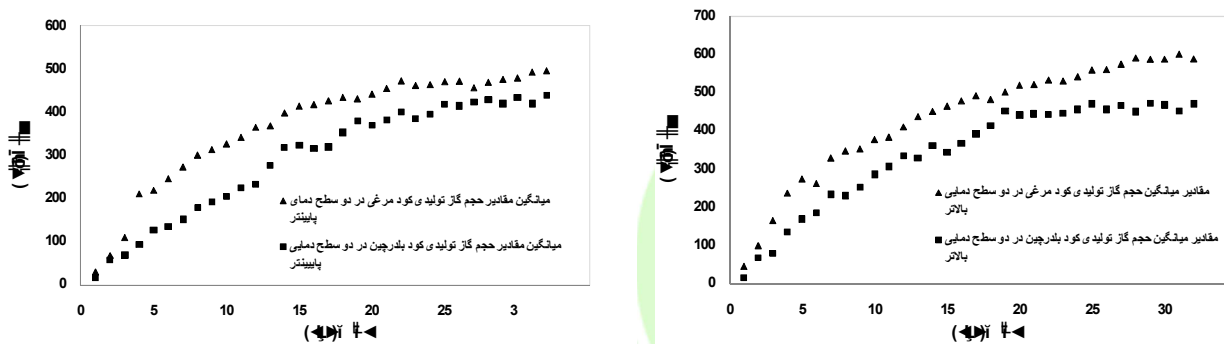 600
500
400
300
200
100
0
میانگین مقادیر حجم گاز تولیدی کود مرغی در دو سطح دمای
پایینتر
میانگین مقادیر حجم گاز تولیدی کود بلدرچین در دو سطح دمایی
پاییینتر
0 5 10 15 20 25 3
700
600
500
400
300
200
100
0
مقادیر میانگین حجم گاز تولیدی کود مرغی در دو سطح دمایی
بالاتر
مقادیر میانگین حجم گاز تولیدی کود بلدرچین در دو سطح دمایی
بالاتر
0 5 10 15 20 25 30